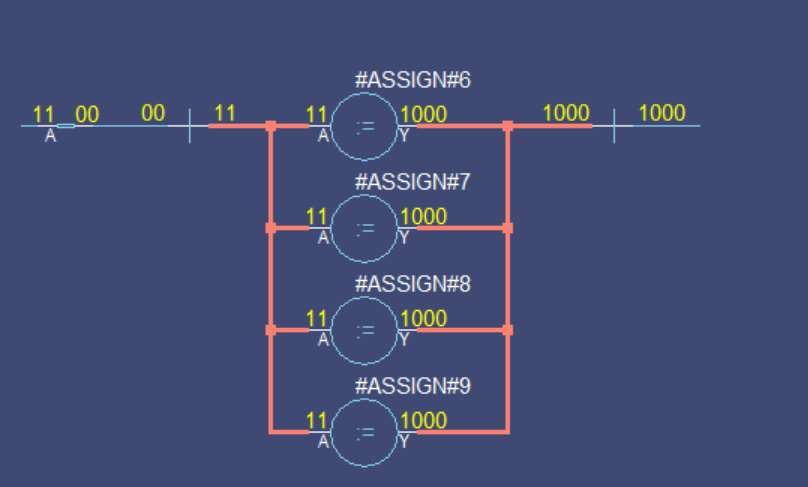 #ASSIGN#6
11 00 00 11 11 1000 1000 1000
A A := Y
#ASSIGN#7
11 1000
A := Y
#ASSIGN#8
11 1000
A := Y
#ASSIGN#9
11 1000
A := Y